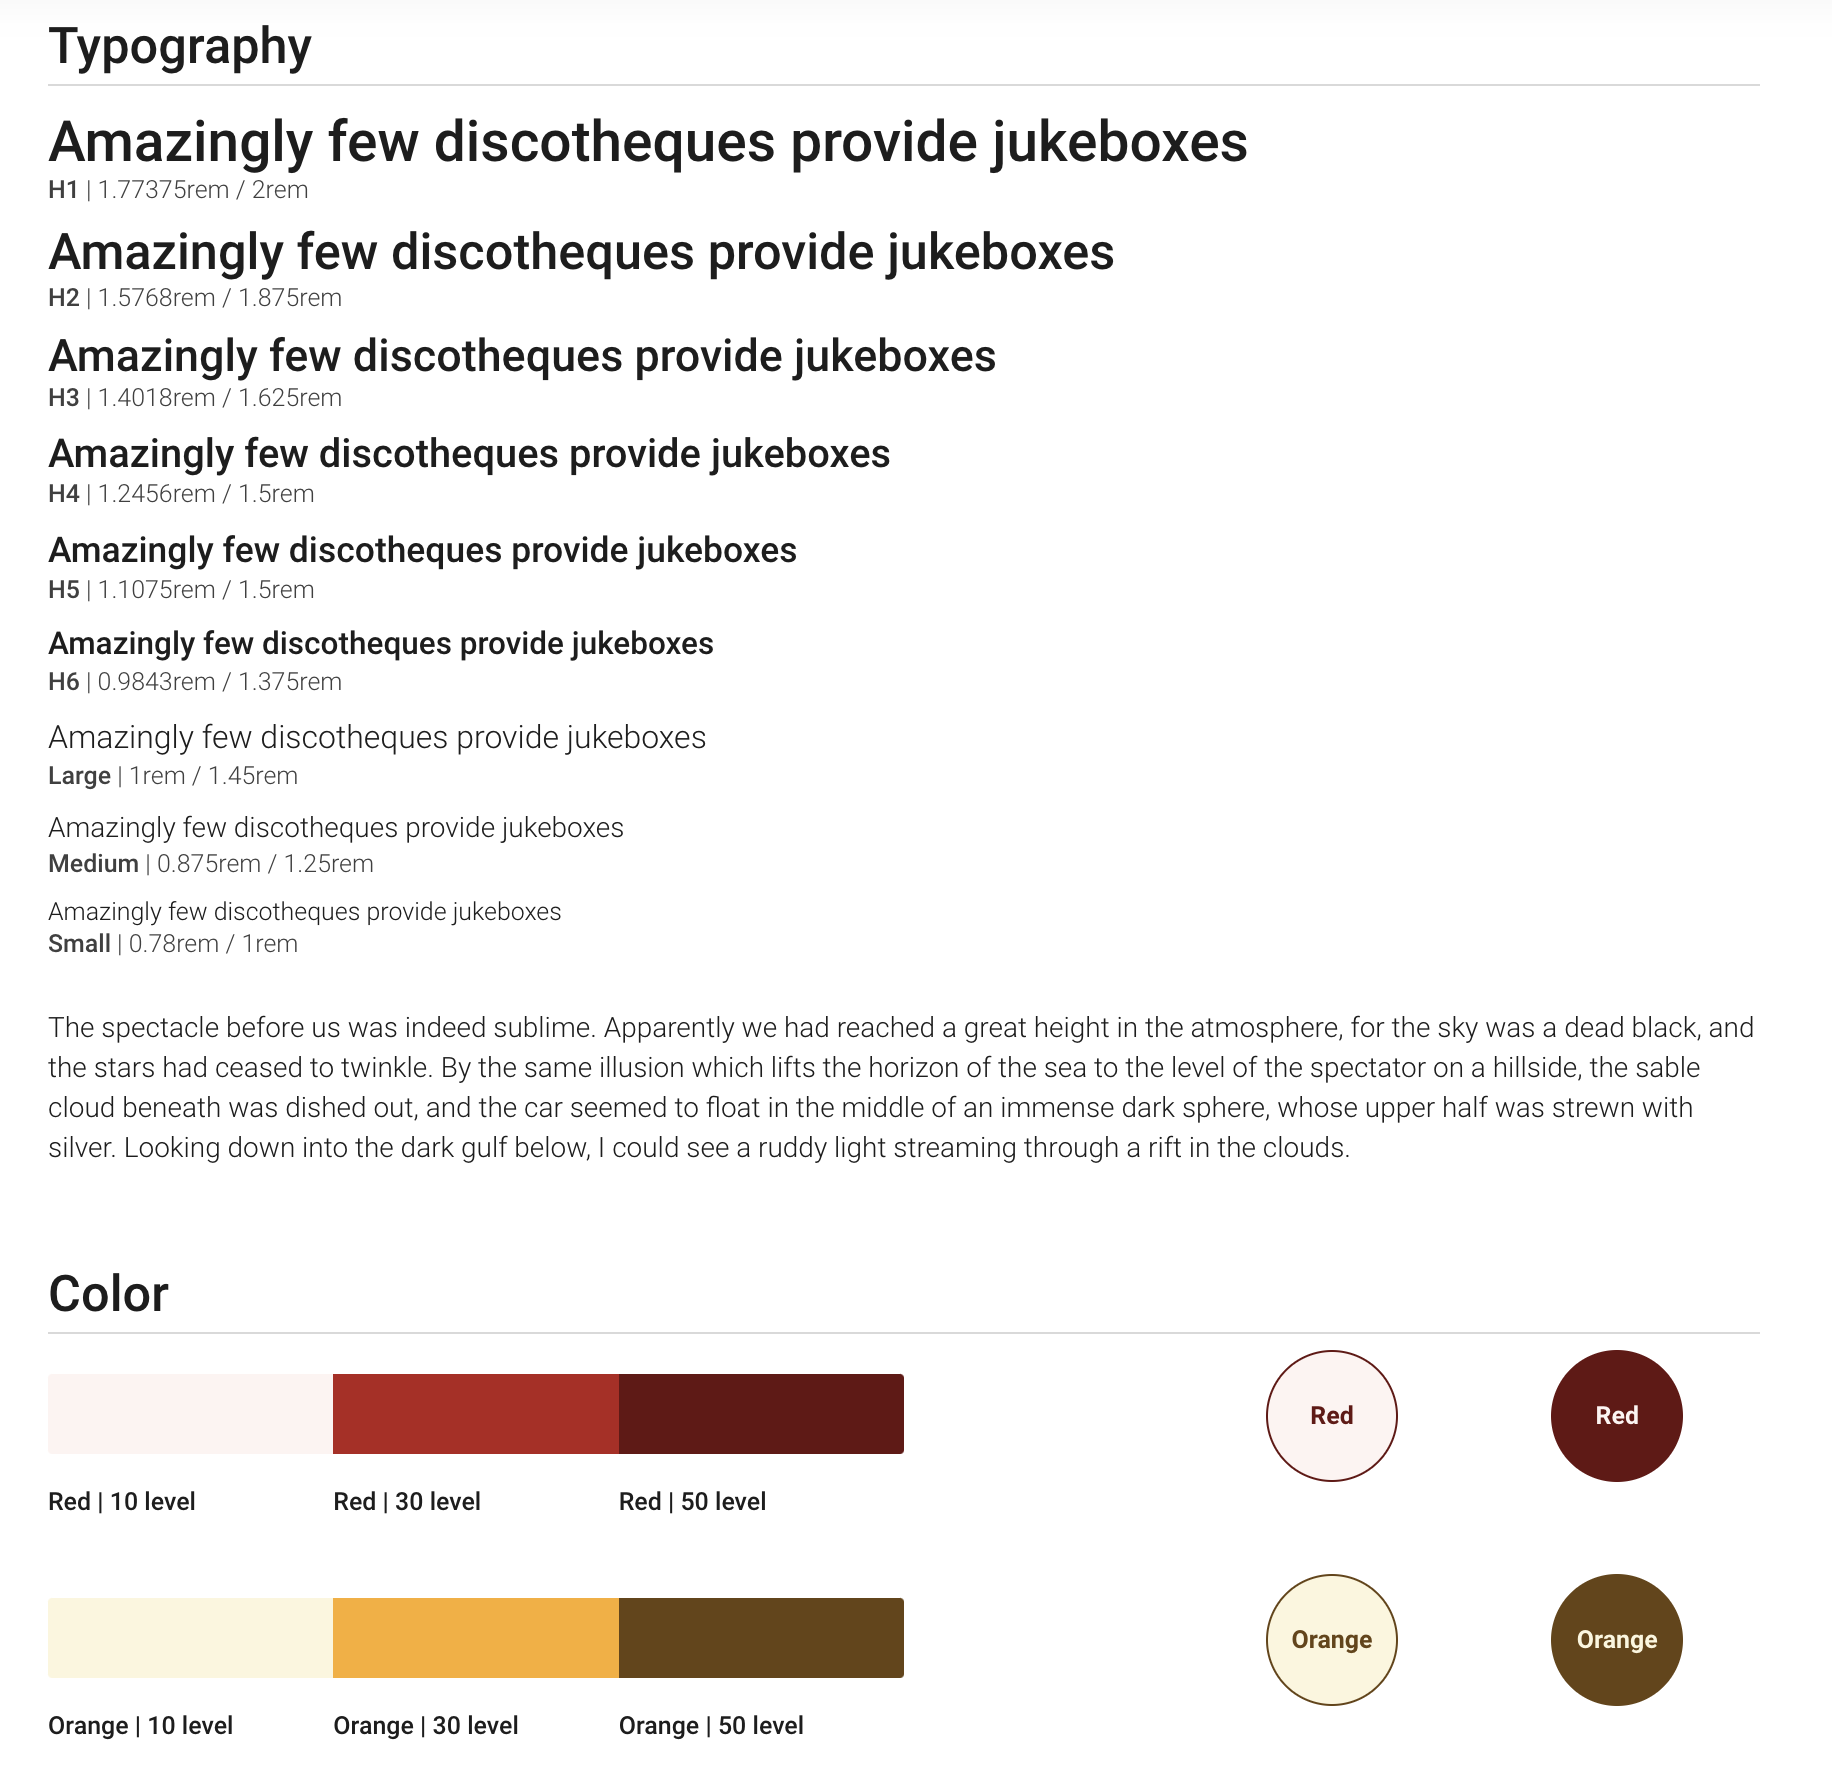 Typography
Amazingly few discotheques provide jukeboxes
H1 | 1.77375rem / 2rem
Amazingly few discotheques provide jukeboxes
H2 | 1.5768rem / 1.875rem
Amazingly few discotheques provide jukeboxes
H3 | 1.4018rem / 1.625rem
Amazingly few discotheques provide jukeboxes
H4 | 1.2456rem / 1.5rem
Amazingly few discotheques provide jukeboxes
H5 | 1.1075rem / 1.5rem
Amazingly few discotheques provide jukeboxes
H6 | 0.9843rem / 1.375rem
Amazingly few discotheques provide jukeboxes
Large | 1rem / 1.45rem
Amazingly few discotheques provide jukeboxes
Medium | 0.875rem / 1.25rem
Amazingly few discotheques provide jukeboxes
Small | 0.78rem / 1rem
The spectacle before us was indeed sublime. Apparently we had reached a great height in the atmosphere, for the sky was a dead black, and
the stars had ceased to twinkle. By the same illusion which lifts the horizon of the sea to the level of the spectator on a hillside, the sable
cloud beneath was dished out, and the car seemed to float in the middle of an immense dark sphere, whose upper half was strewn with
silver. Looking down into the dark gulf below, I could see a ruddy light streaming through a rift in the clouds.
Color
Red
Red
Red | 10 level
Red | 30 level
Red | 50 level
Orange
Orange
Orange | 10 level
Orange | 30 level
Orange | 50 level